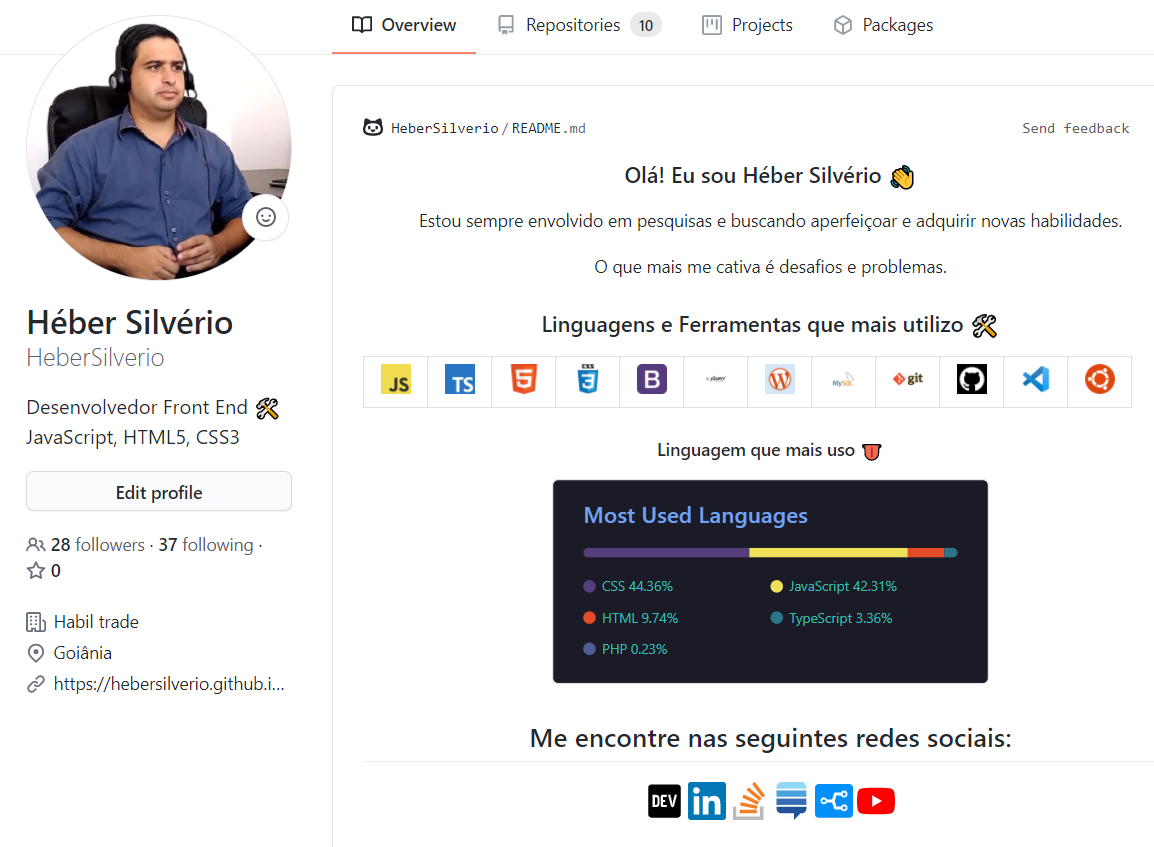 Overview
Repositories 10
Projects
Packages
HeberSilverio/README.md
Send feedback
Olá! Eu sou Héber Silvério
Estou sempre envolvido em pesquisas e buscando aperfeiçoar e adquirir novas habilidades.
O que mais me cativa é desafios e problemas.
Héber Silvério
HeberSilverio
Desenvolvedor Front End
JavaScript, HTML5, CSS3
Edit profile
28 followers · 37 following ·
0
Habil trade
Goiânia
https://hebersilverio.github.i...
Linguagens e Ferramentas que mais utilizo
JS
TS
5
CSS
3
B
jQuery
W
MySQL
git
Linguagem que mais uso
Most Used Languages
CSS 44.36%
JavaScript 42.31%
HTML 9.74%
TypeScript 3.36%
PHP 0.23%
Me encontre nas seguintes redes sociais:
DEV
in